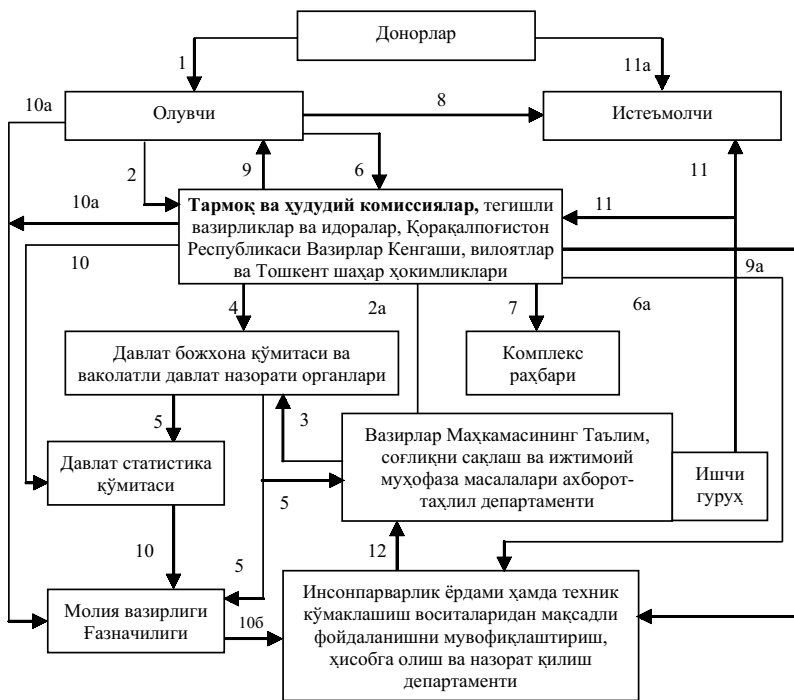 Донорлар
1
11а
10а
Олувчи
8
Истеъмолчи
2
9
6
11
10а
Тармоқ ва ҳудудий комиссиялар, тегишли
вазирликлар ва идоралар, Қорақалпоғистон
Республикаси Вазирлар Кенгаши, вилоятлар
ва Тошкент шаҳар ҳокимликлари
11
10
9а
4
2а
7
6а
Давлат божхона қўмитаси ва
ваколатли давлат назорати органлари
Комплекс
раҳбари
5
3
Вазирлар Маҳкамасининг Таълим,
соғлиқни сақлаш ва ижтимоий
муҳофаза масалалари ахборот-
таҳлил департаменти
Ишчи
гуруҳ
Давлат статистика
қўмитаси
5
10
5
12
Молия вазирлиги
Ғазначилиги
10б
Инсонпарварлик ёрдами ҳамда техник
кўмаклашиш воситаларидан мақсадли
фойдаланишни мувофиқлаштириш,
ҳисобга олиш ва назорат қилиш
департаменти